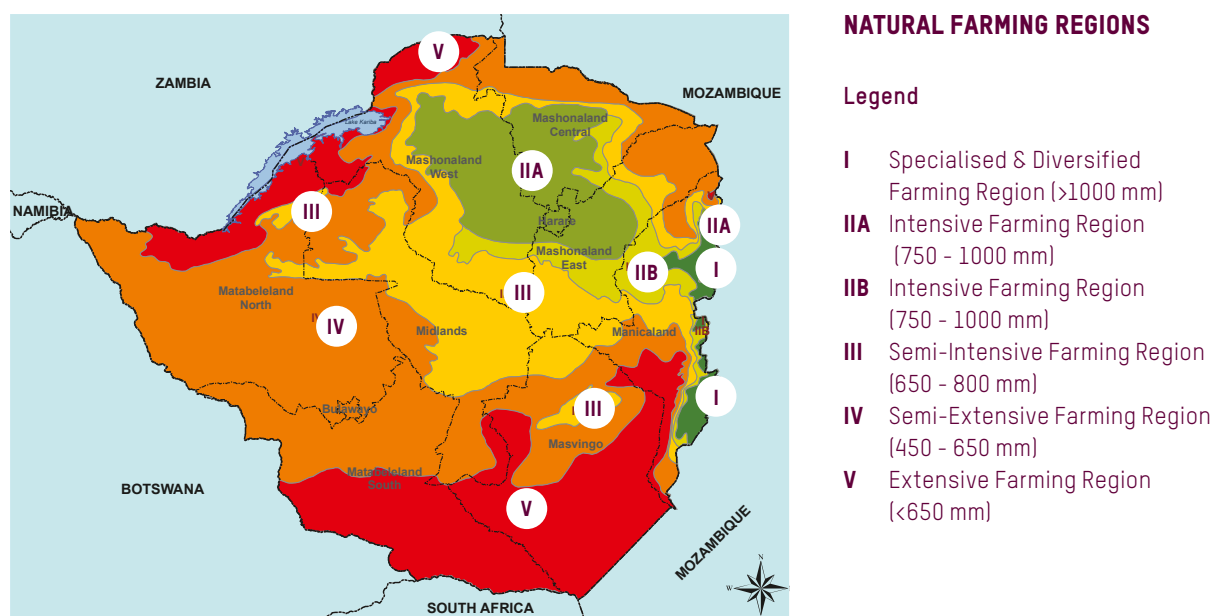 NATURAL FARMING REGIONS
Legend
I Specialised & Diversified
Farming Region (>1000 mm)
IIA Intensive Farming Region
(750 - 1000 mm)
IIB Intensive Farming Region
(750 - 1000 mm)
III Semi-Intensive Farming Region
(650 - 800 mm)
IV Semi-Extensive Farming Region
(450 - 650 mm)
V Extensive Farming Region
(<650 mm)
V
ZAMBIA
MOZAMBIQUE
Lake Kariba
Mashonaland
Central
Mashonaland
West
IIA
NAMIBIA
III
Harare
IIA
Mashonaland
East
IIB
I
Matabeleland
North
III
IV
Midlands
Manicaland
IIB
I
Bulawayo
III
Masvingo
Matabeleland
South
BOTSWANA
V
MOZAMBIQUE
N
W
E
S
SOUTH AFRICA